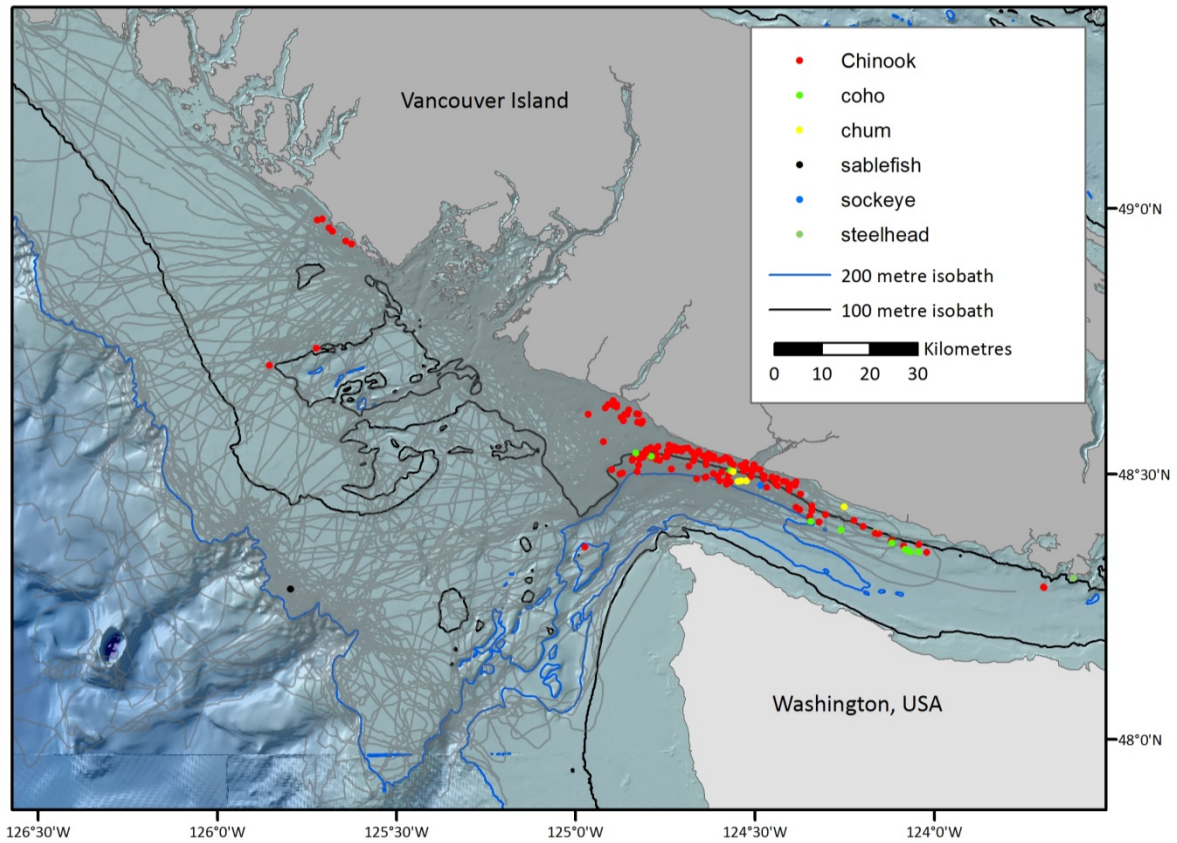 Vancouver Island
Chinook
coho
chum
sablefish
sockeye
steelhead
200 metre isobath
100 metre isobath
Kilometres
0 10 20 30
49°0'N
48°30'N
Washington, USA
48°0'N
126°30'W 126°0'W 125°30'W 125°0'W 124°30'W 124°0'W